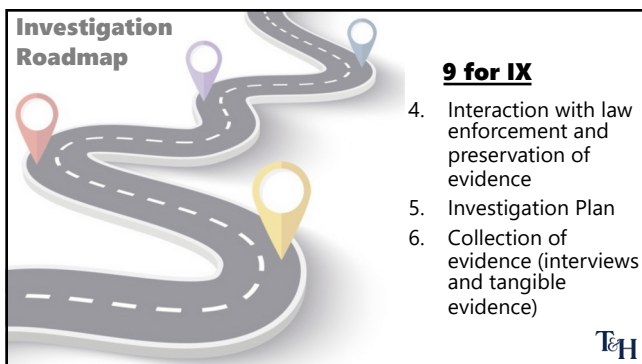 Investigation
Roadmap
9 for IX
4. Interaction with law
enforcement and
preservation of
evidence
5. Investigation Plan
6. Collection of
evidence (interviews
and tangible
evidence)
T&H